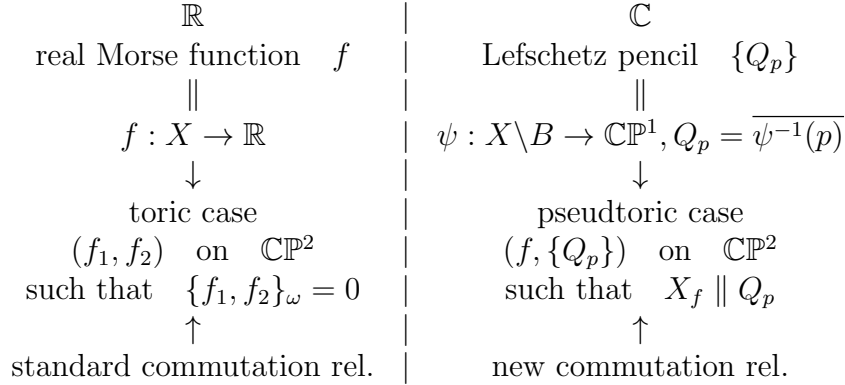 ℝ | ℂ
real Morse function f | Lefschetz pencil {Q_p}
∥ | ∥
f : X → ℝ | ψ : X\B → ℂℙ¹, Q_p = \overline{ψ⁻¹(p)}
↓ | ↓
toric case | pseudtoric case
(f₁, f₂) on ℂℙ² | (f, {Q_p}) on ℂℙ²
such that {f₁, f₂}_ω = 0 | such that X_f ∥ Q_p
↑ | ↑
standard commutation rel. | new commutation rel.